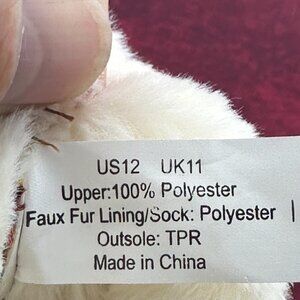 US12 UK11
Upper:100% Polyester
Faux Fur Lining/Sock: Polyester
Outsole: TPR
Made in China